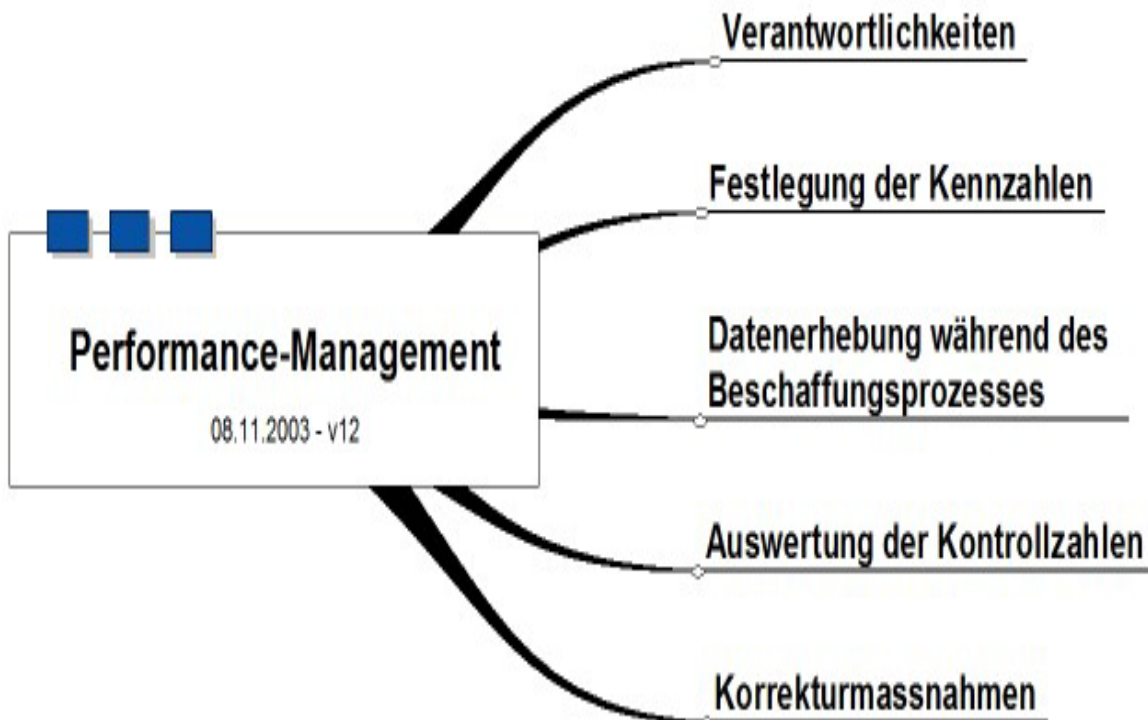 Verantwortlichkeiten
Festlegung der Kennzahlen
Performance-Management
08.11.2003 - v12
Datenerhebung während des
Beschaffungsprozesses
Auswertung der Kontrollzahlen
Korrekturmassnahmen